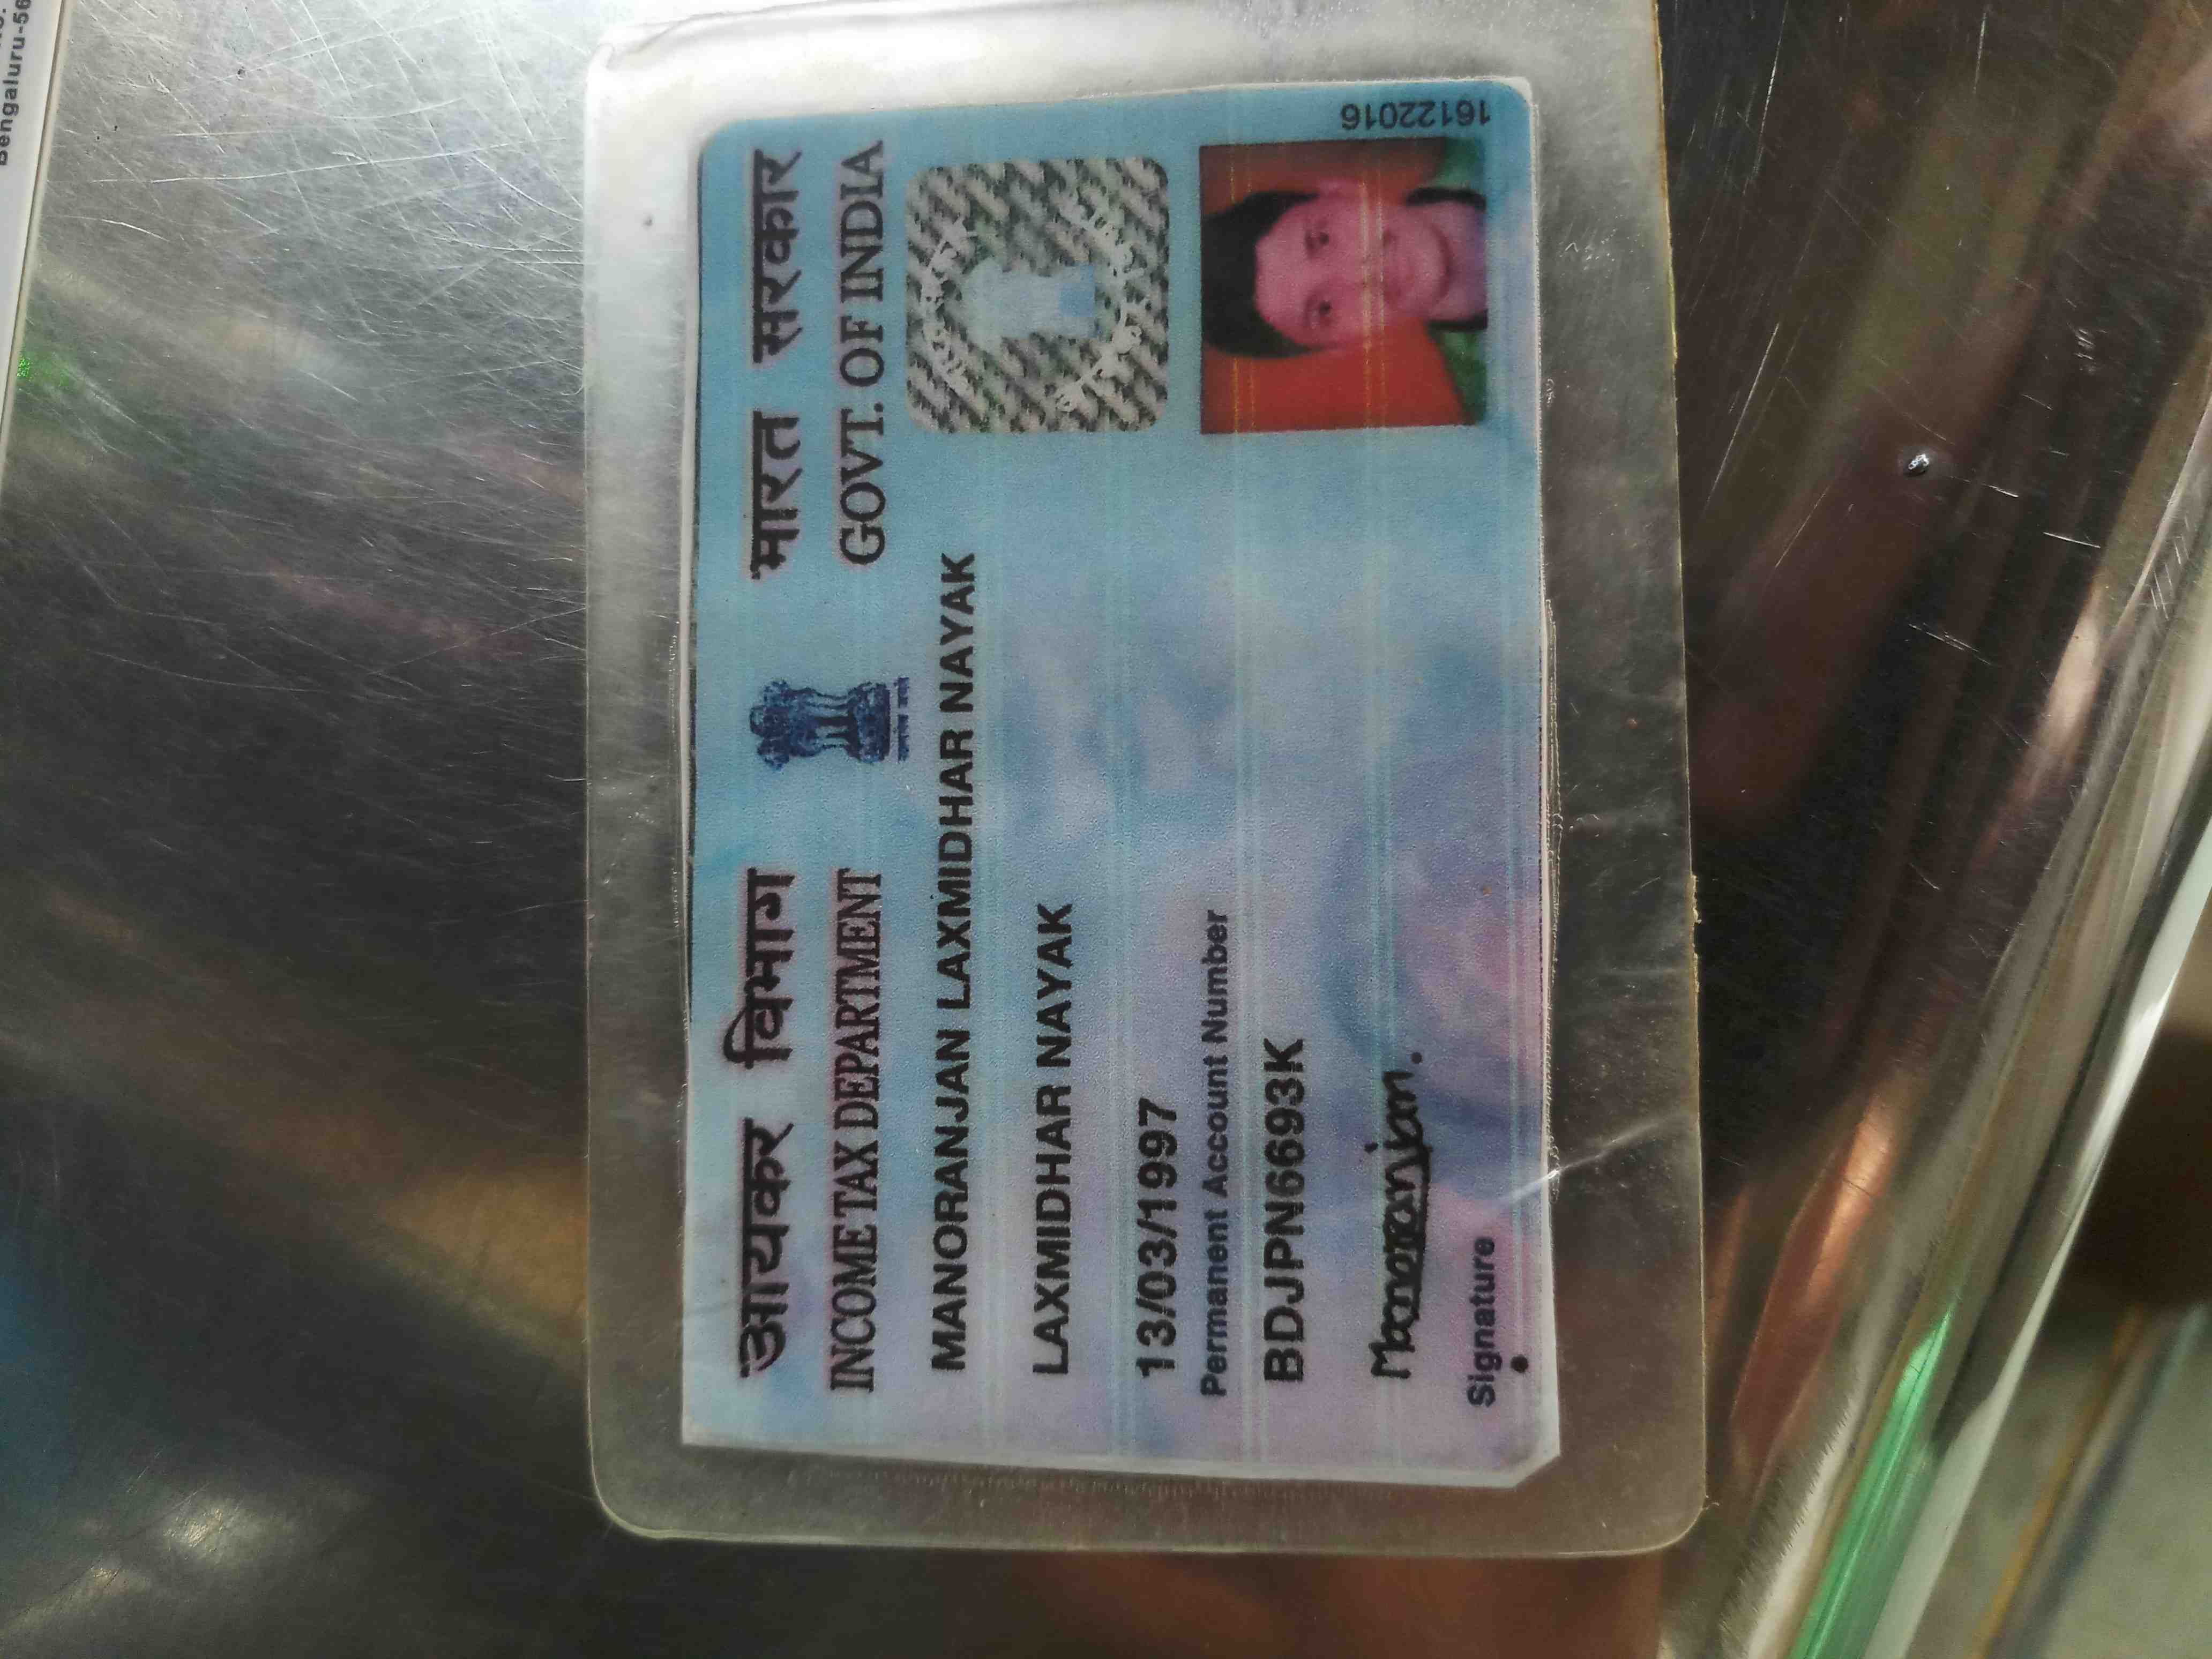 आयकर विभाग
INCOME TAX DEPARTMENT
भारत सरकार
GOVT. OF INDIA
MANORANJAN LAXMIDHAR NAYAK
LAXMIDHAR NAYAK
13/03/1997
Permanent Account Number
BDJPN6693K
Manoranjan.
Signature
16122016
Bengaluru-56